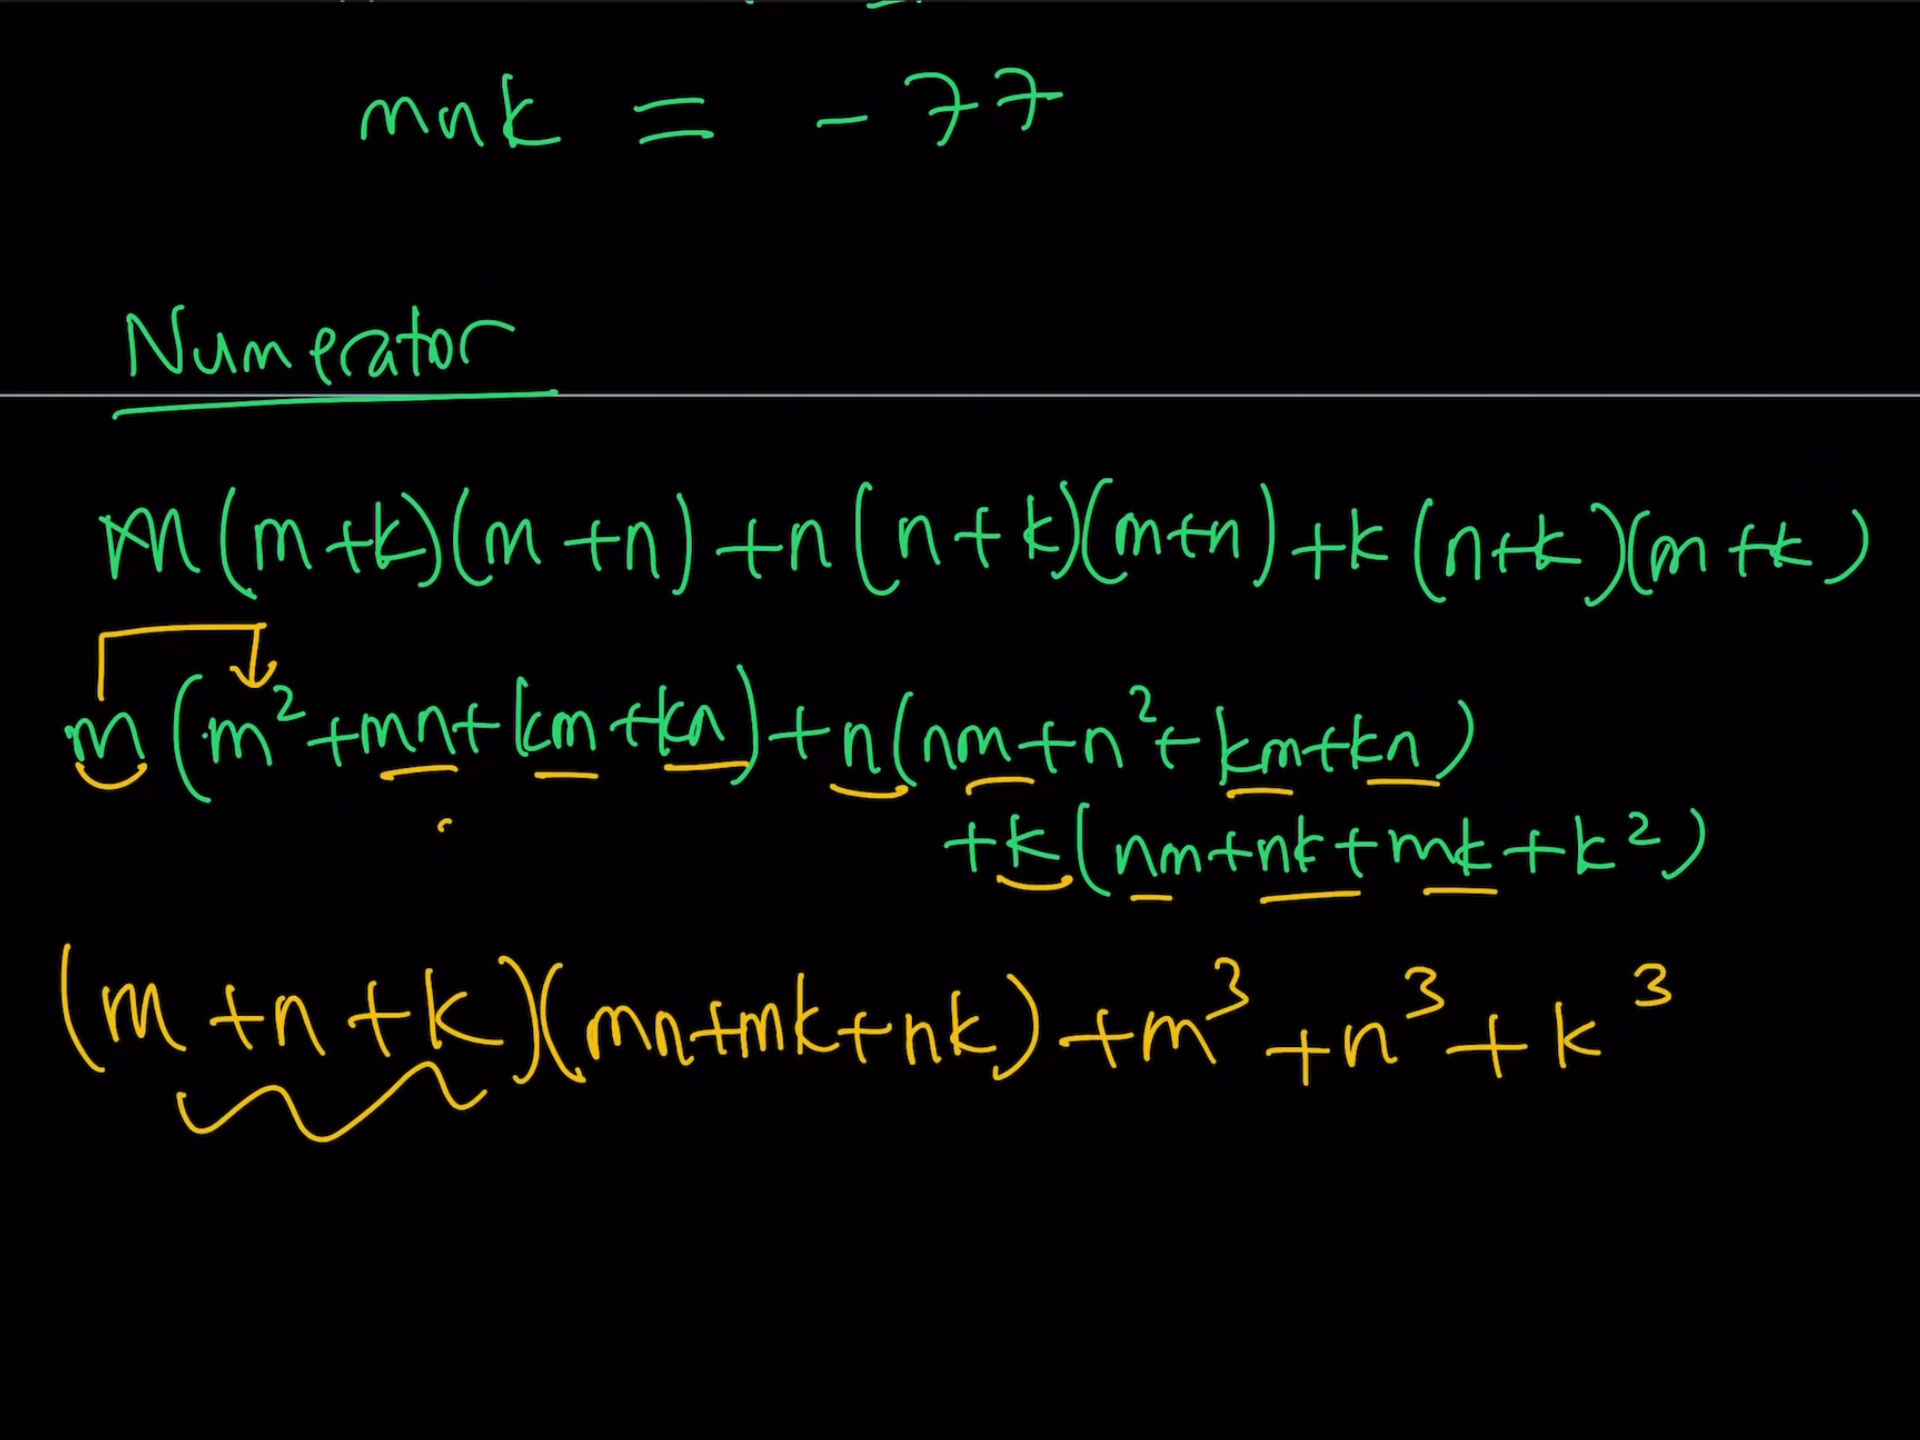 mnk = -77
Numerator
m(m+k)(m+n)+n(n+k)(m+n)+k(n+k)(m+k)
m(m²+mn+km+kn)+n(nm+n²+km+kn)
+k(nm+nk+mk+k²)
(m+n+k)(mn+mk+nk)+m³+n³+k³